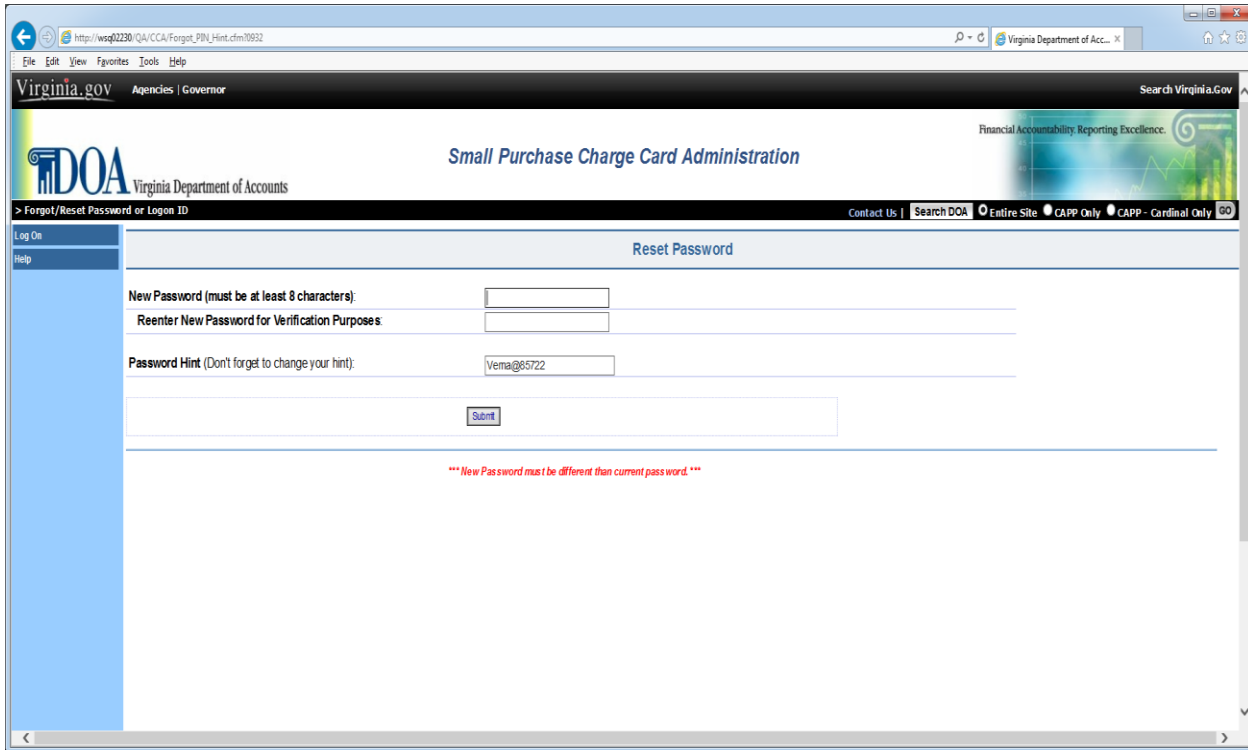 http://wsq02230/QA/CCA/Forgot_PIN_Hint.cfm?0932
Virginia Department of Acc...
File Edit View Favorites Tools Help
Virginia.gov Agencies | Governor Search Virginia.Gov
Financial Accountability. Reporting Excellence.
Small Purchase Charge Card Administration
DOA Virginia Department of Accounts
> Forgot/Reset Password or Logon ID Contact Us | Search DOA Entire Site CAPP Only CAPP - Cardinal Only GO
Log On
Help
Reset Password
New Password (must be at least 8 characters):
Reenter New Password for Verification Purposes:
Password Hint (Don't forget to change your hint): Vema@85722
Submit
*** New Password must be different than current password. ***